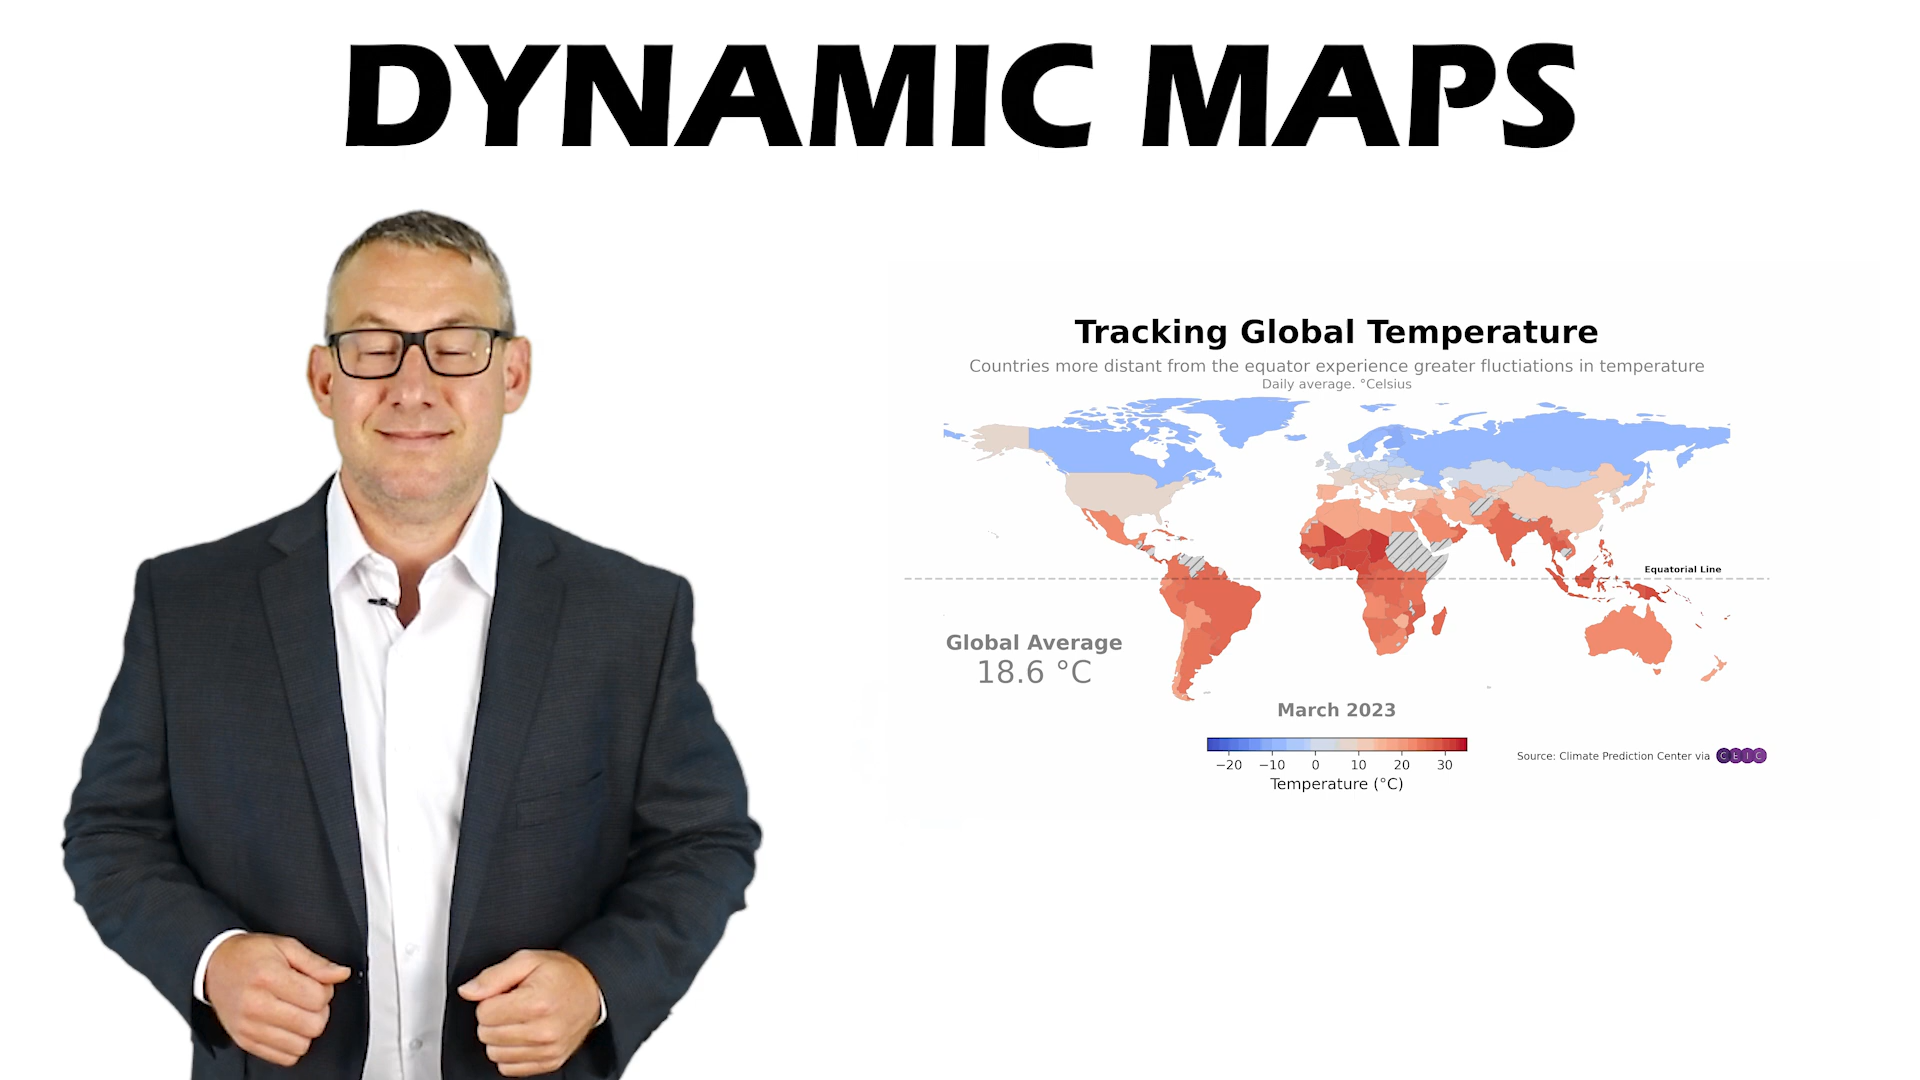 DYNAMIC MAPS
Tracking Global Temperature
Countries more distant from the equator experience greater fluctiations in temperature
Daily average. °Celsius
Equatorial Line
Global Average
18.6 °C
March 2023
−20 −10 0 10 20 30
Temperature (°C)
Source: Climate Prediction Center via CEIC